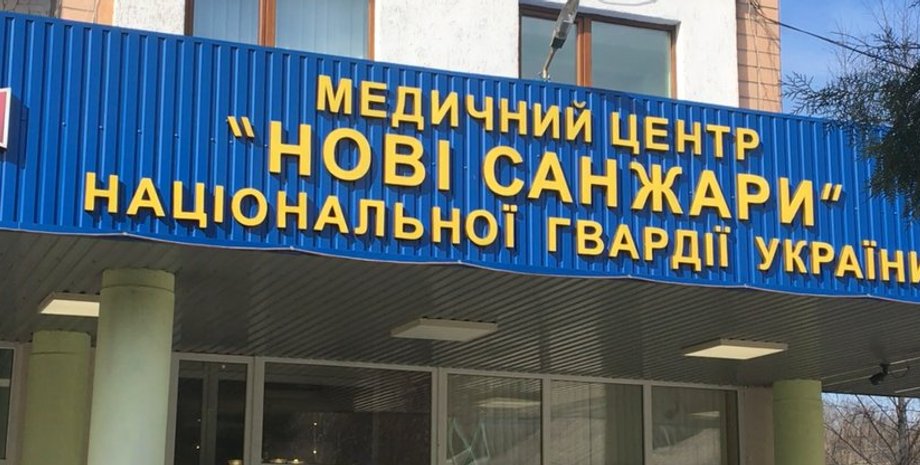 МЕДИЧНИЙ ЦЕНТР
"НОВІ САНЖАРИ"
НАЦІОНАЛЬНОЇ ГВАРДІЇ УКРАЇНИ